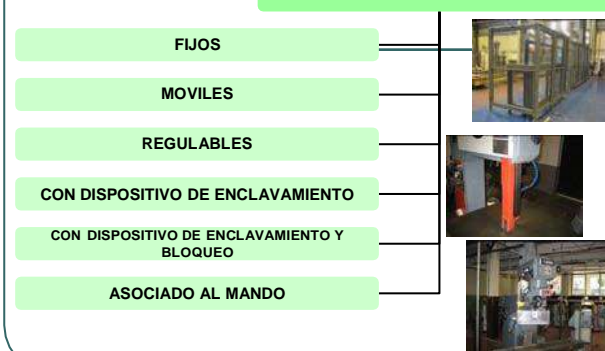 FIJOS
MOVILES
REGULABLES
CON DISPOSITIVO DE ENCLAVAMIENTO
CON DISPOSITIVO DE ENCLAVAMIENTO Y
BLOQUEO
ASOCIADO AL MANDO